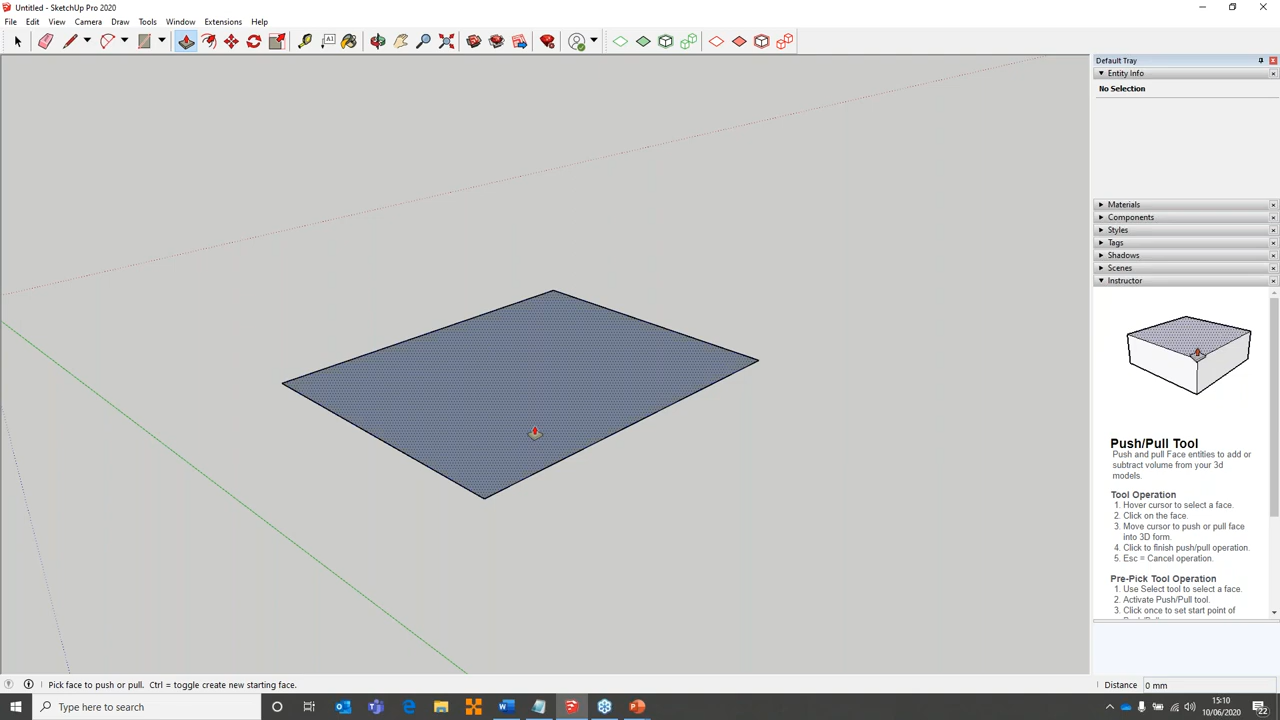 Untitled - SketchUp Pro 2020
File Edit View Camera Draw Tools Window Extensions Help
Default Tray
Entity Info
No Selection
Materials
Components
Styles
Tags
Shadows
Scenes
Instructor
Push/Pull Tool
Push and pull Face entities to add or
subtract volume from your 3d
models.
Tool Operation
1. Hover cursor to select a face.
2. Click on the face.
3. Move cursor to push or pull face
into 3D form.
4. Click to finish push/pull operation.
5. Esc = Cancel operation.
Pre-Pick Tool Operation
1. Use Select tool to select a face.
2. Activate Push/Pull tool.
3. Click once to set start point of
Pick face to push or pull. Ctrl = toggle create new starting face.
Distance 0 mm
Type here to search
15:10
10/06/2020